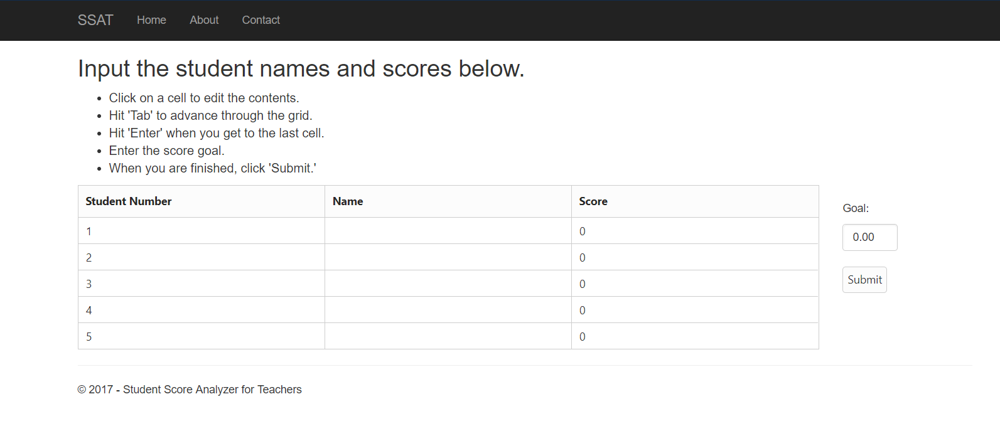 SSAT Home About Contact
Input the student names and scores below.
Click on a cell to edit the contents.
Hit 'Tab' to advance through the grid.
Hit 'Enter' when you get to the last cell.
Enter the score goal.
When you are finished, click 'Submit.'
Student Number Name Score
1 0
2 0
3 0
4 0
5 0
Goal:
0.00
Submit
© 2017 - Student Score Analyzer for Teachers